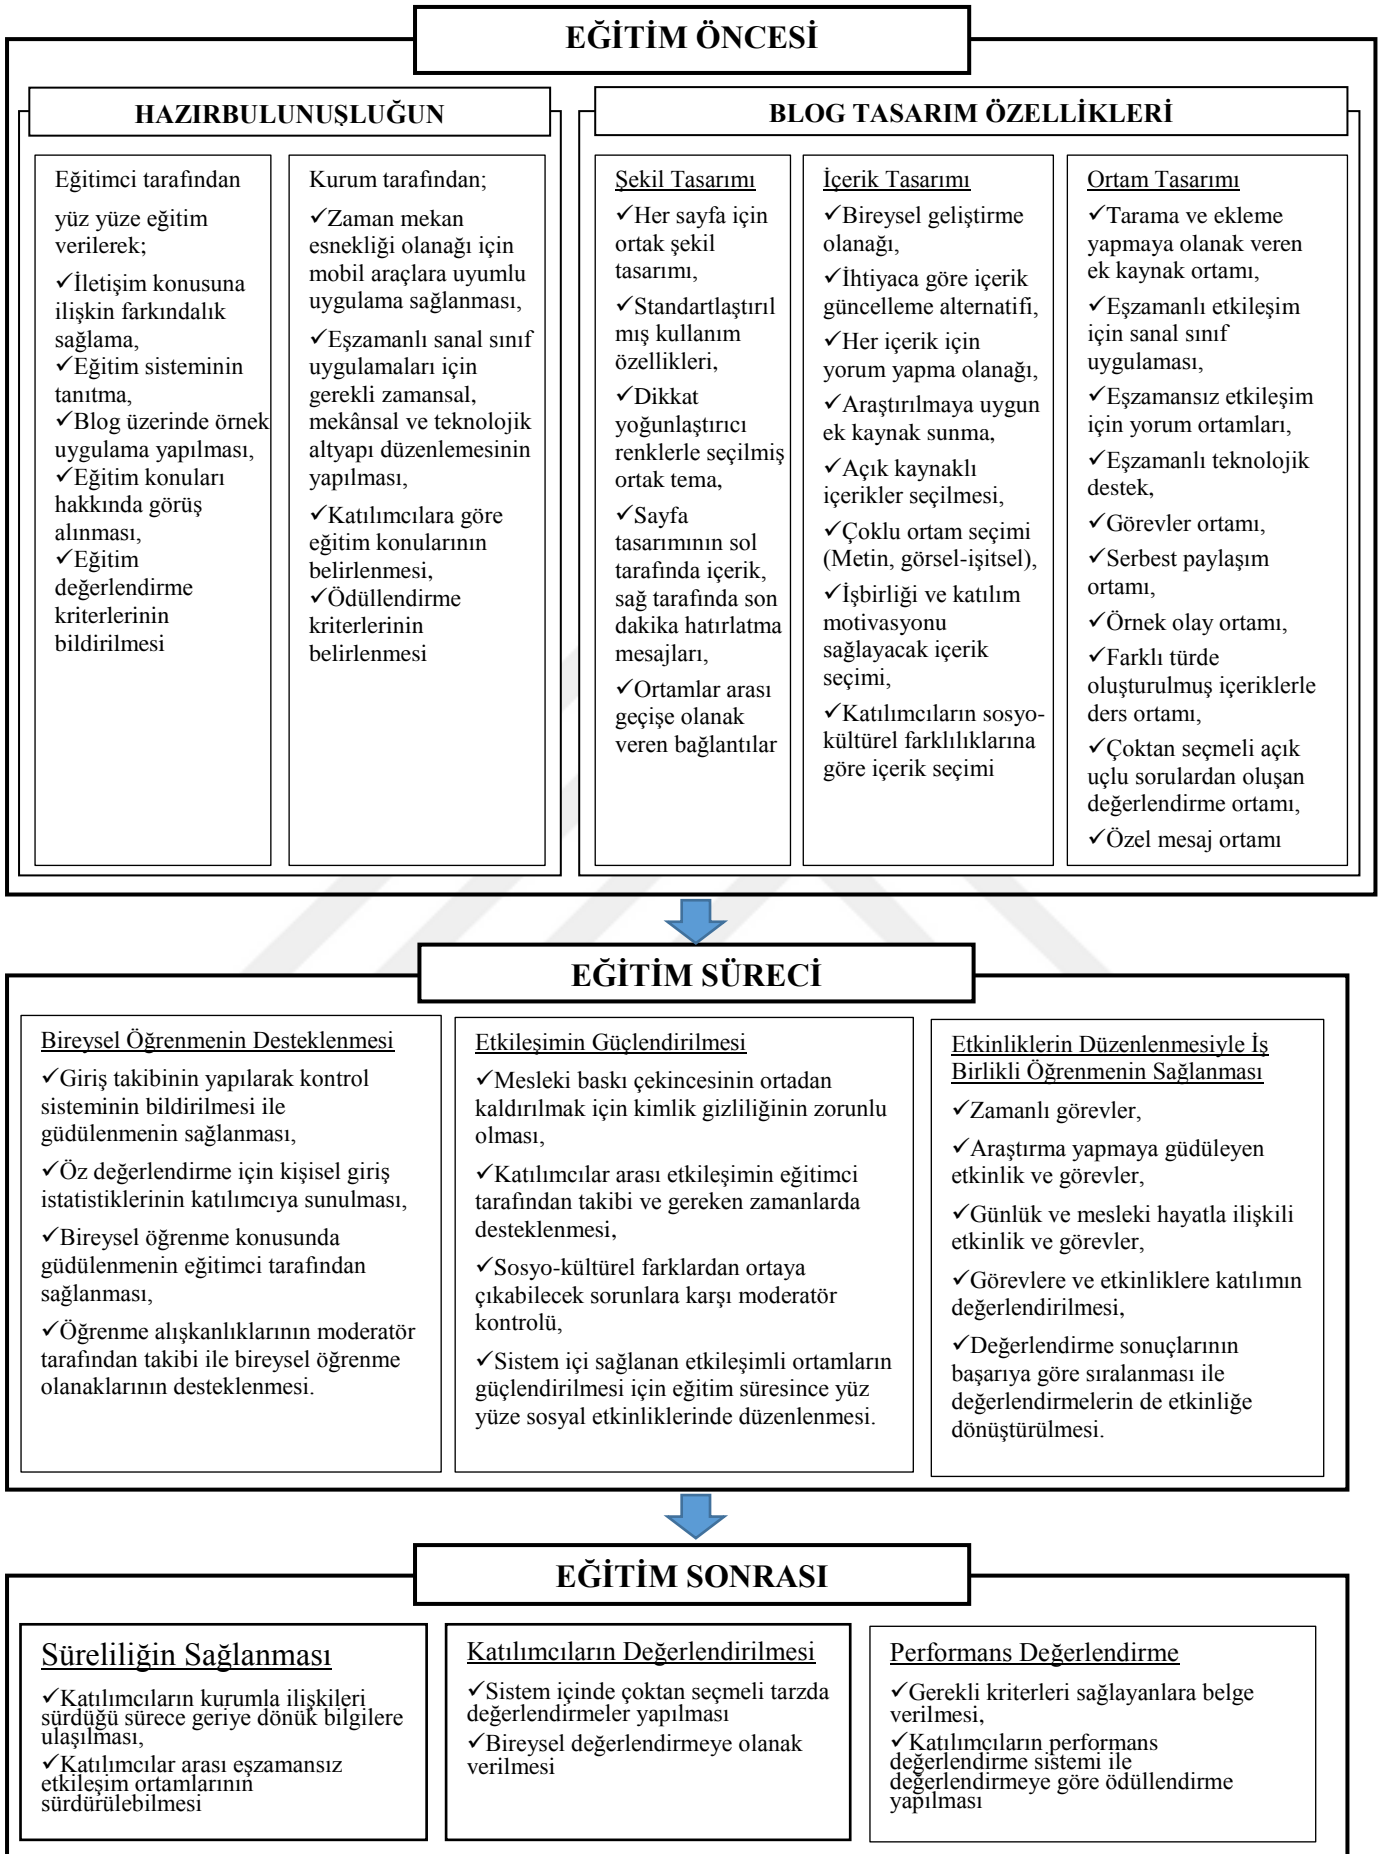 EĞİTİM ÖNCESİ
HAZIRBULUNUŞLUĞUN
Eğitimci tarafından
yüz yüze eğitim
verilerek;
✓İletişim konusuna
ilişkin farkındalık
sağlama,
✓Eğitim sisteminin
tanıtma,
✓Blog üzerinde örnek
uygulama yapılması,
✓Eğitim konuları
hakkında görüş
alınması,
✓Eğitim
değerlendirme
kriterlerinin
bildirilmesi
Kurum tarafından;
✓Zaman mekan
esnekliği olanağı için
mobil araçlara uyumlu
uygulama sağlanması,
✓Eşzamanlı sanal sınıf
uygulamaları için
gerekli zamansal,
mekânsal ve teknolojik
altyapı düzenlemesinin
yapılması,
✓Katılımcılara göre
eğitim konularının
belirlenmesi,
✓Ödüllendirme
kriterlerinin
belirlenmesi
BLOG TASARIM ÖZELLİKLERİ
Şekil Tasarımı
✓Her sayfa için
ortak şekil
tasarımı,
✓Standartlaştırıl
mış kullanım
özellikleri,
✓Dikkat
yoğunlaştırıcı
renklerle seçilmiş
ortak tema,
✓Sayfa
tasarımının sol
tarafında içerik,
sağ tarafında son
dakika hatırlatma
mesajları,
✓Ortamlar arası
geçişe olanak
veren bağlantılar
İçerik Tasarımı
✓Bireysel geliştirme
olanağı,
✓İhtiyaca göre içerik
güncelleme alternatifi,
✓Her içerik için
yorum yapma olanağı,
✓Araştırılmaya uygun
ek kaynak sunma,
✓Açık kaynaklı
içerikler seçilmesi,
✓Çoklu ortam seçimi
(Metin, görsel-işitsel),
✓İşbirliği ve katılım
motivasyonu
sağlayacak içerik
seçimi,
✓Katılımcıların sosyo-
kültürel farklılıklarına
göre içerik seçimi
Ortam Tasarımı
✓Tarama ve ekleme
yapmaya olanak veren
ek kaynak ortamı,
✓Eşzamanlı etkileşim
için sanal sınıf
uygulaması,
✓Eşzamansız etkileşim
için yorum ortamları,
✓Eşzamanlı teknolojik
destek,
✓Görevler ortamı,
✓Serbest paylaşım
ortamı,
✓Örnek olay ortamı,
✓Farklı türde
oluşturulmuş içeriklerle
ders ortamı,
✓Çoktan seçmeli açık
uçlu sorulardan oluşan
değerlendirme ortamı,
✓Özel mesaj ortamı
EĞİTİM SÜRECİ
Bireysel Öğrenmenin Desteklenmesi
✓Giriş takibinin yapılarak kontrol
sisteminin bildirilmesi ile
güdülenmenin sağlanması,
✓Öz değerlendirme için kişisel giriş
istatistiklerinin katılımcıya sunulması,
✓Bireysel öğrenme konusunda
güdülenmenin eğitimci tarafından
sağlanması,
✓Öğrenme alışkanlıklarının moderatör
tarafından takibi ile bireysel öğrenme
olanaklarının desteklenmesi.
Etkileşimin Güçlendirilmesi
✓Mesleki baskı çekincesinin ortadan
kaldırılmak için kimlik gizliliğinin zorunlu
olması,
✓Katılımcılar arası etkileşimin eğitimci
tarafından takibi ve gereken zamanlarda
desteklenmesi,
✓Sosyo-kültürel farklardan ortaya
çıkabilecek sorunlara karşı moderatör
kontrolü,
✓Sistem içi sağlanan etkileşimli ortamların
güçlendirilmesi için eğitim süresince yüz
yüze sosyal etkinliklerinde düzenlenmesi.
Etkinliklerin Düzenlenmesiyle İş
Birlikli Öğrenmenin Sağlanması
✓Zamanlı görevler,
✓Araştırma yapmaya güdüleyen
etkinlik ve görevler,
✓Günlük ve mesleki hayatla ilişkili
etkinlik ve görevler,
✓Görevlere ve etkinliklere katılımın
değerlendirilmesi,
✓Değerlendirme sonuçlarının
başarıya göre sıralanması ile
değerlendirmelerin de etkinliğe
dönüştürülmesi.
EĞİTİM SONRASI
Süreliliğin Sağlanması
✓Katılımcıların kurumla ilişkileri
sürdüğü sürece geriye dönük bilgilere
ulaşılması,
✓Katılımcılar arası eşzamansız
etkileşim ortamlarının
sürdürülebilmesi
Katılımcıların Değerlendirilmesi
✓Sistem içinde çoktan seçmeli tarzda
değerlendirmeler yapılması
✓Bireysel değerlendirmeye olanak
verilmesi
Performans Değerlendirme
✓Gerekli kriterleri sağlayanlara belge
verilmesi,
✓Katılımcıların performans
değerlendirme sistemi ile
değerlendirmeye göre ödüllendirme
yapılması